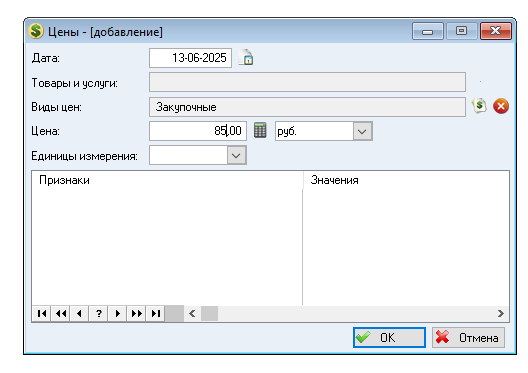 Цены - [добавление]
Дата: 13-06-2025
Товары и услуги:
Виды цен: Закупочные
Цена: 85,00 руб.
Единицы измерения:
Признаки Значения
?
OK Отмена